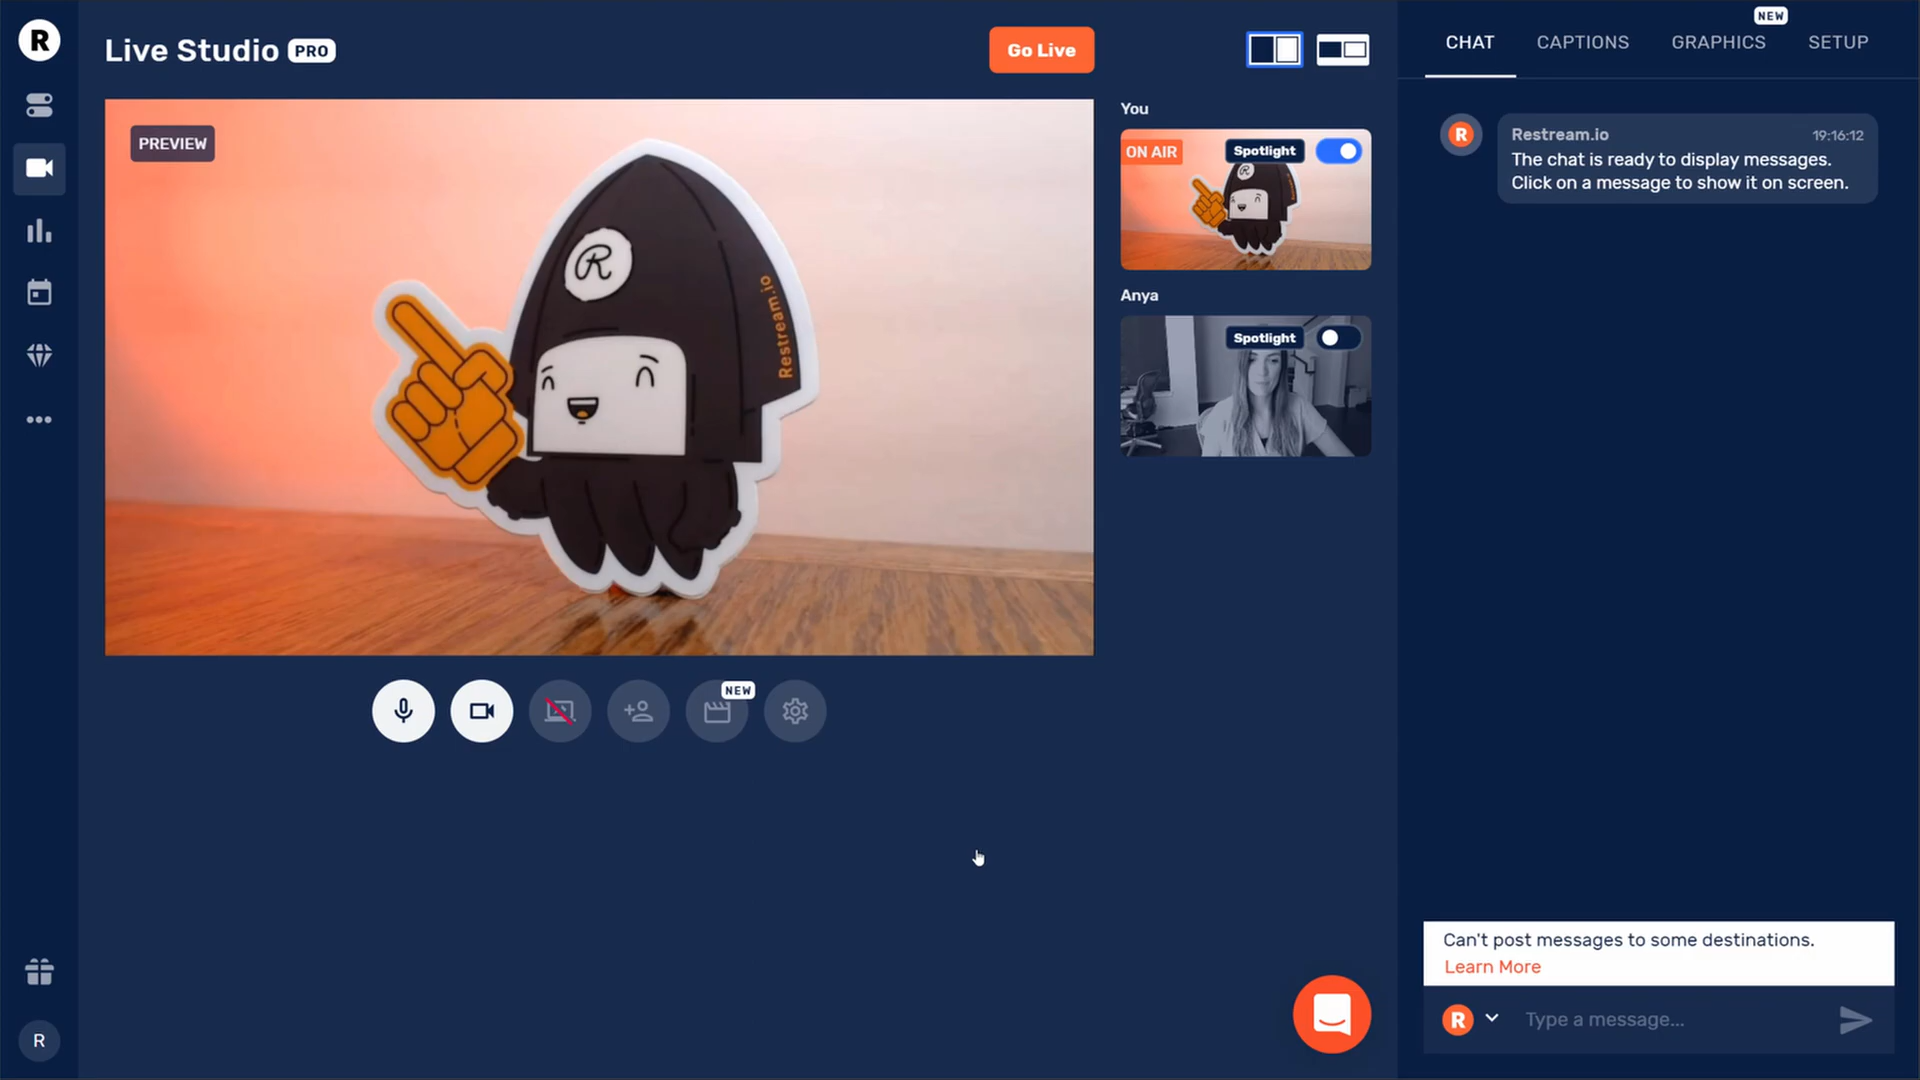 R
Live Studio PRO
Go Live
PREVIEW
R
Restream.io
You
ON AIR
Spotlight
R
Anya
Spotlight
NEW
R
CHAT
CAPTIONS
GRAPHICS
NEW
SETUP
R
Restream.io
19:16:12
The chat is ready to display messages.
Click on a message to show it on screen.
Can't post messages to some destinations.
Learn More
R
Type a message...